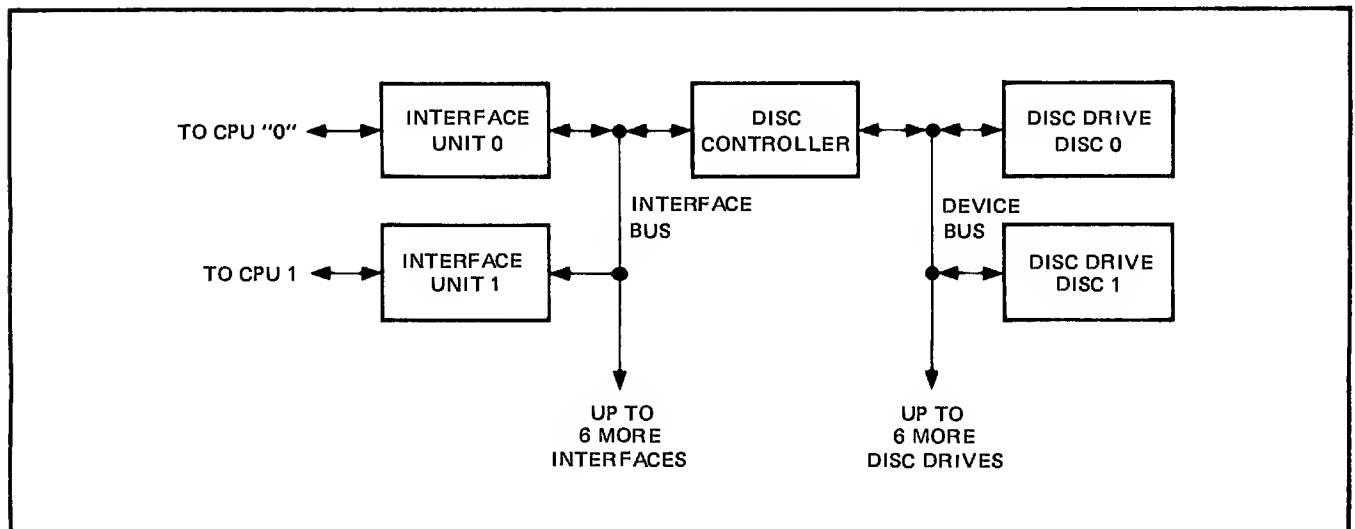 TO CPU "0"
INTERFACE
UNIT 0
DISC
CONTROLLER
DISC DRIVE
DISC 0
INTERFACE
BUS
DEVICE
BUS
TO CPU 1
INTERFACE
UNIT 1
DISC DRIVE
DISC 1
UP TO
6 MORE
INTERFACES
UP TO
6 MORE
DISC DRIVES